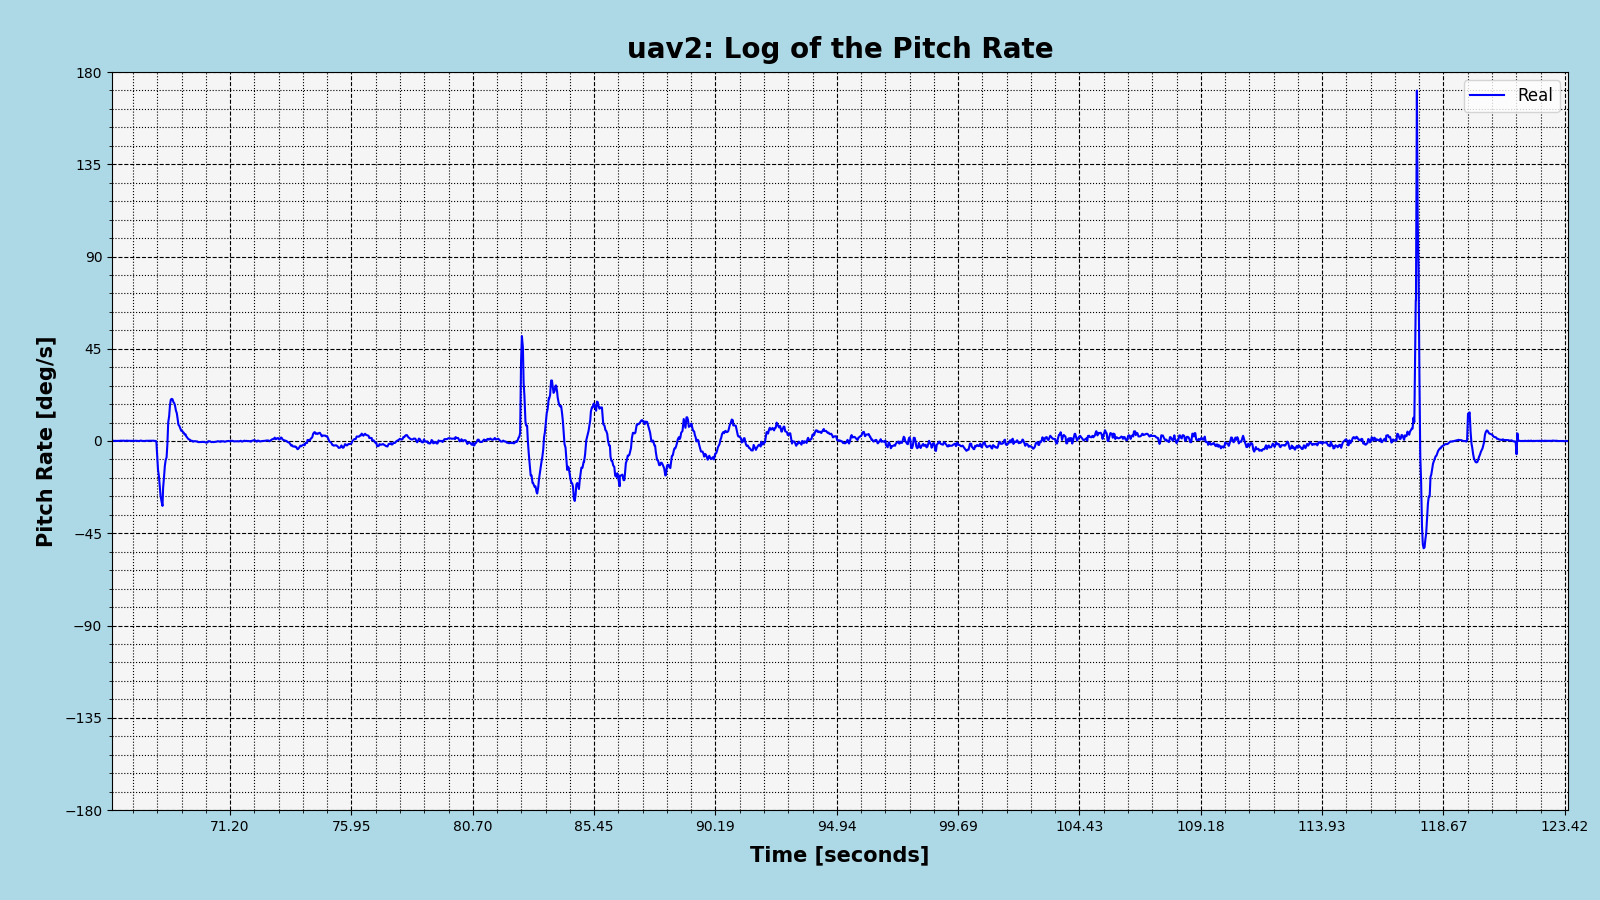 uav2: Log of the Pitch Rate
Real
Pitch Rate [deg/s]
180
135
90
45
0
−45
−90
−135
−180
71.20 75.95 80.70 85.45 90.19 94.94 99.69 104.43 109.18 113.93 118.67 123.42
Time [seconds]